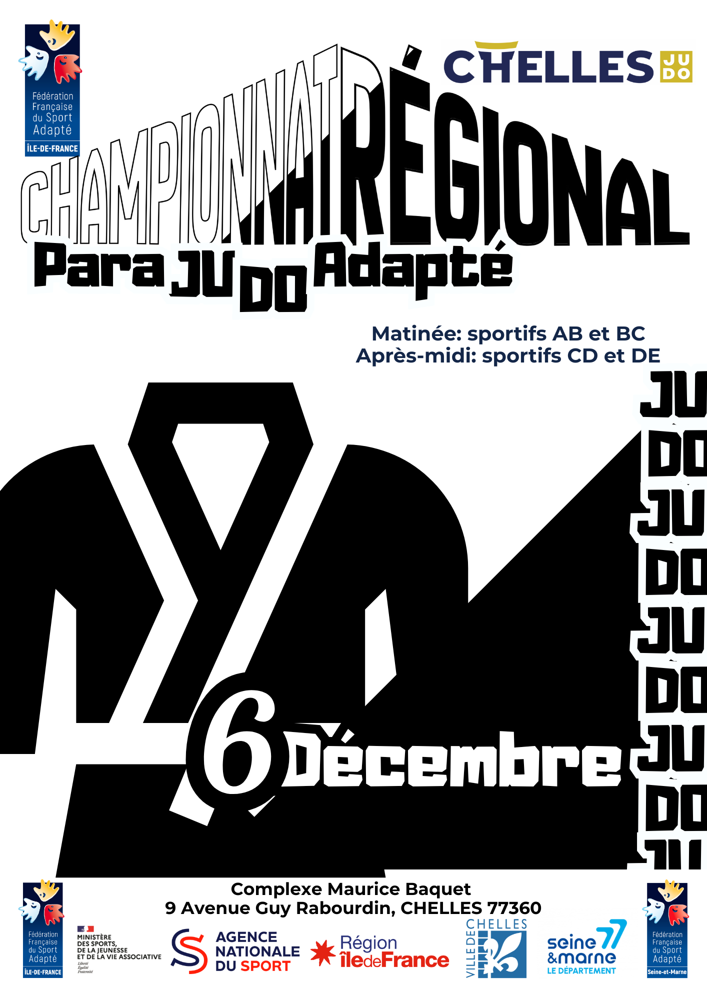 Fédération
Française
du Sport
Adapté
ÎLE-DE-FRANCE
CHELLES JUDO
CHAMPIONNAT RÉGIONAL
Para JUDO Adapté
Matinée: sportifs AB et BC
Après-midi: sportifs CD et DE
JU
DO
JU
DO
JU
DO
JU
DO
JU
6 Décembre
Complexe Maurice Baquet
9 Avenue Guy Rabourdin, CHELLES 77360
Fédération
Française
du Sport
Adapté
ÎLE-DE-FRANCE
MINISTÈRE
DES SPORTS,
DE LA JEUNESSE
ET DE LA VIE ASSOCIATIVE
Liberté
Égalité
Fraternité
AGENCE
NATIONALE
DU SPORT
Région
îledeFrance
VILLE DE
CHELLES
seine 77
&marne
LE DÉPARTEMENT
Fédération
Française
du Sport
Adapté
Seine-et-Marne